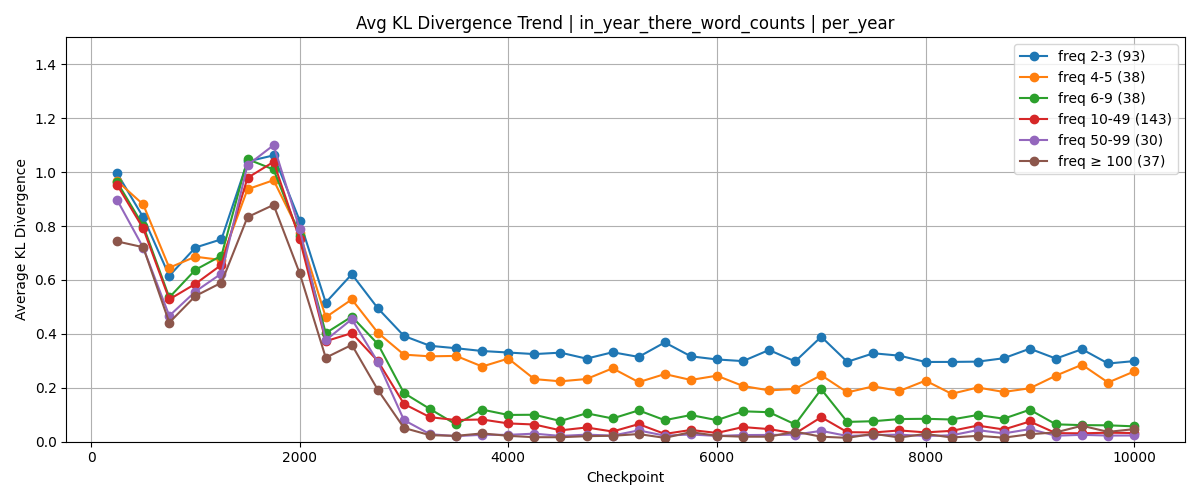 Avg KL Divergence Trend | in_year_there_word_counts | per_year
Average KL Divergence
1.4
1.2
1.0
0.8
0.6
0.4
0.2
0.0
0
2000
4000
6000
8000
10000
Checkpoint
freq 2-3 (93)
freq 4-5 (38)
freq 6-9 (38)
freq 10-49 (143)
freq 50-99 (30)
freq ≥ 100 (37)